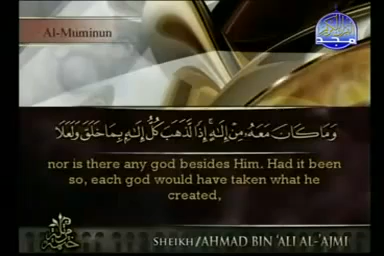 Al-Muminun
وَمَا كَانَ مَعَهُ مِنْ إِلَٰهٍ إِذًا لَّذَهَبَ كُلُّ إِلَٰهٍ بِمَا خَلَقَ وَلَعَلَا
nor is there any god besides Him. Had it been
so, each god would have taken what he
created,
SHEIKH/AHMAD BIN 'ALI AL-'AJMI